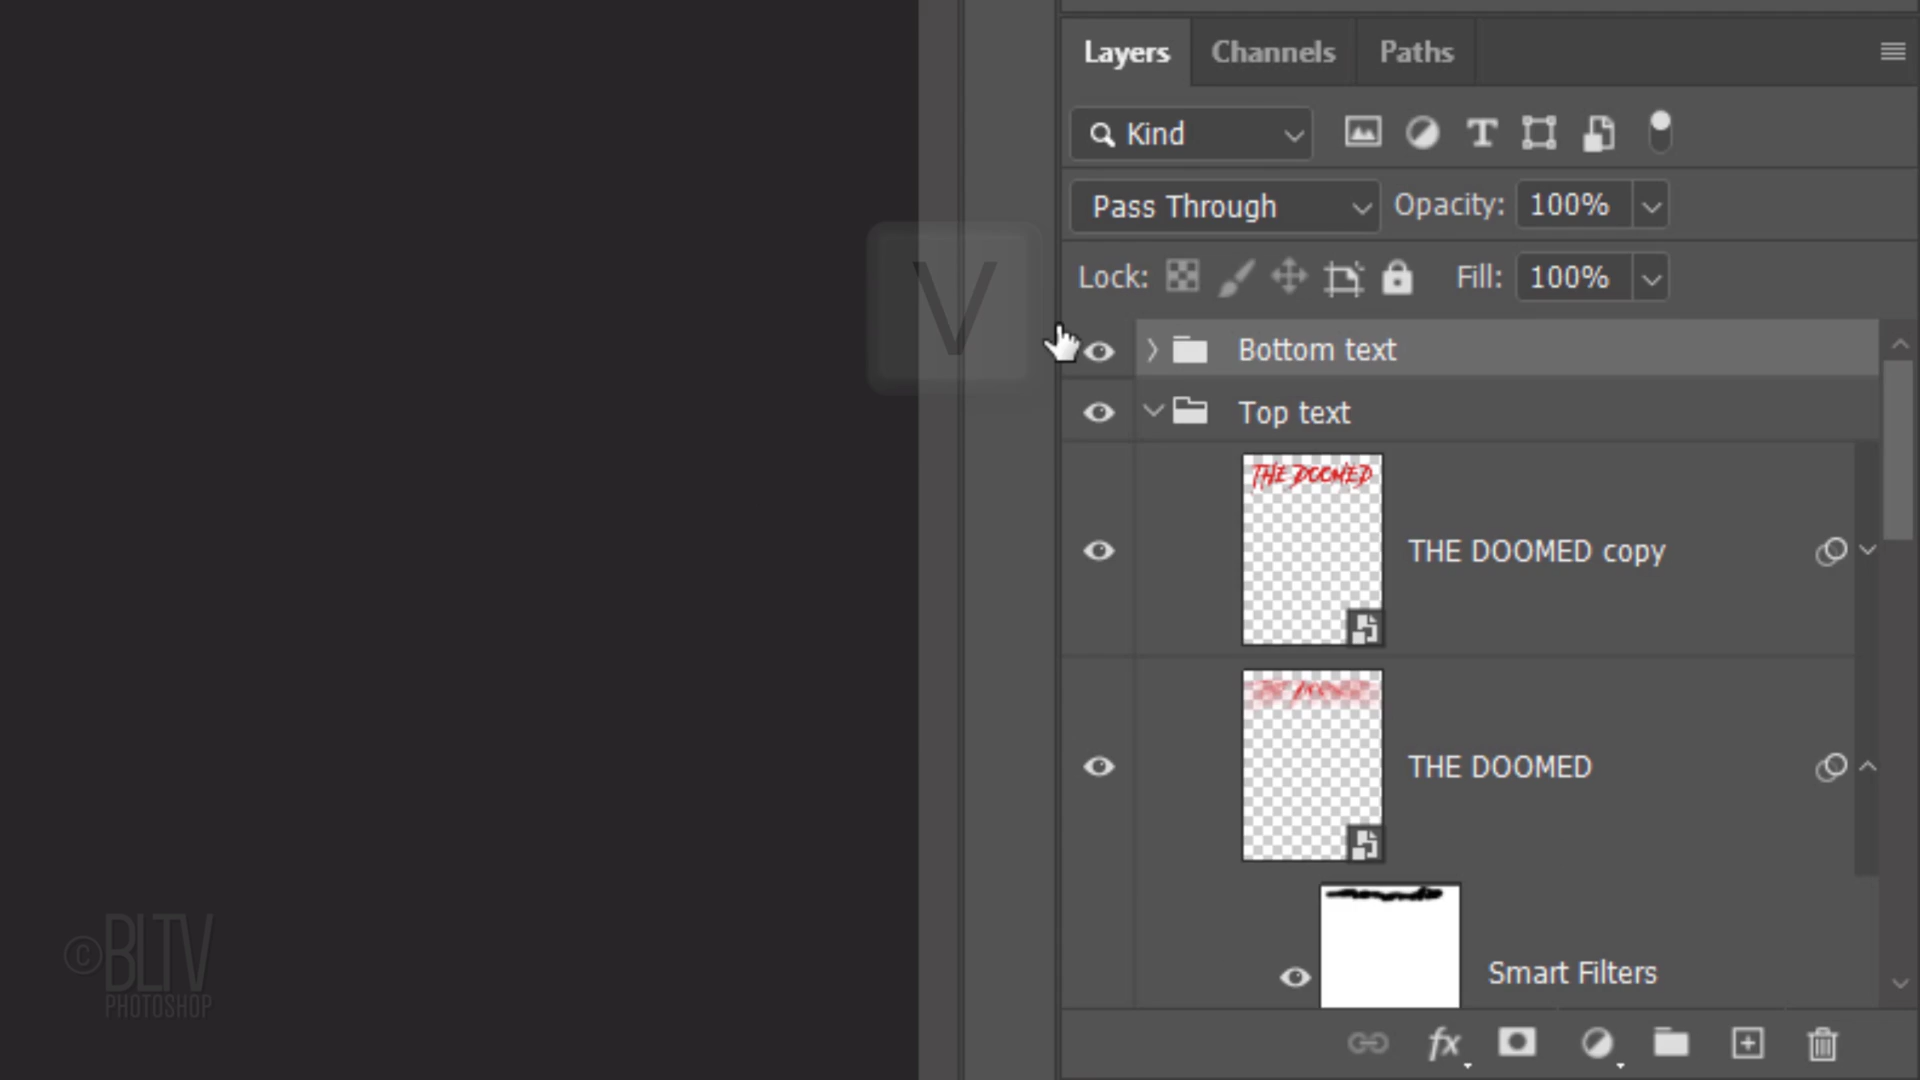 Layers Channels Paths
Kind
Pass Through Opacity: 100%
Lock: Fill: 100%
V
Bottom text
Top text
THE DOOMED
THE DOOMED copy
THE DOOMED
Smart Filters
fx
©BLTV
PHOTOSHOP